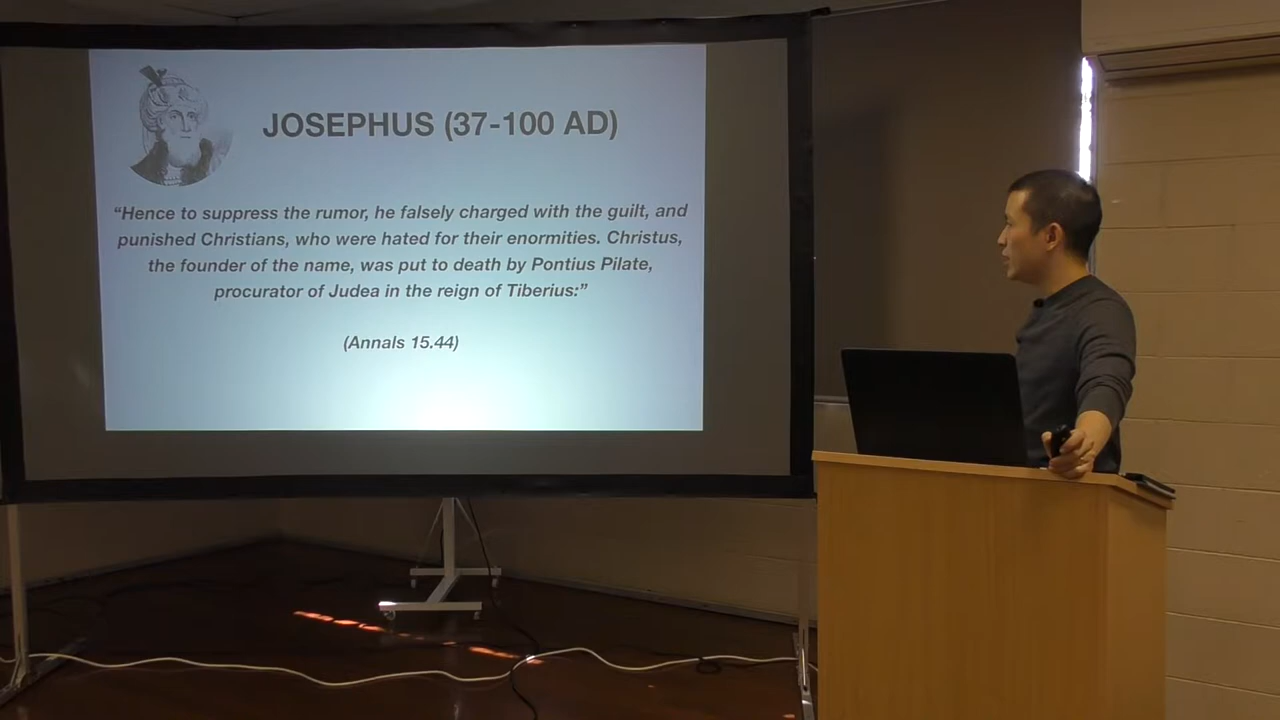 JOSEPHUS (37-100 AD)
“Hence to suppress the rumor, he falsely charged with the guilt, and
punished Christians, who were hated for their enormities. Christus,
the founder of the name, was put to death by Pontius Pilate,
procurator of Judea in the reign of Tiberius:”
(Annals 15.44)